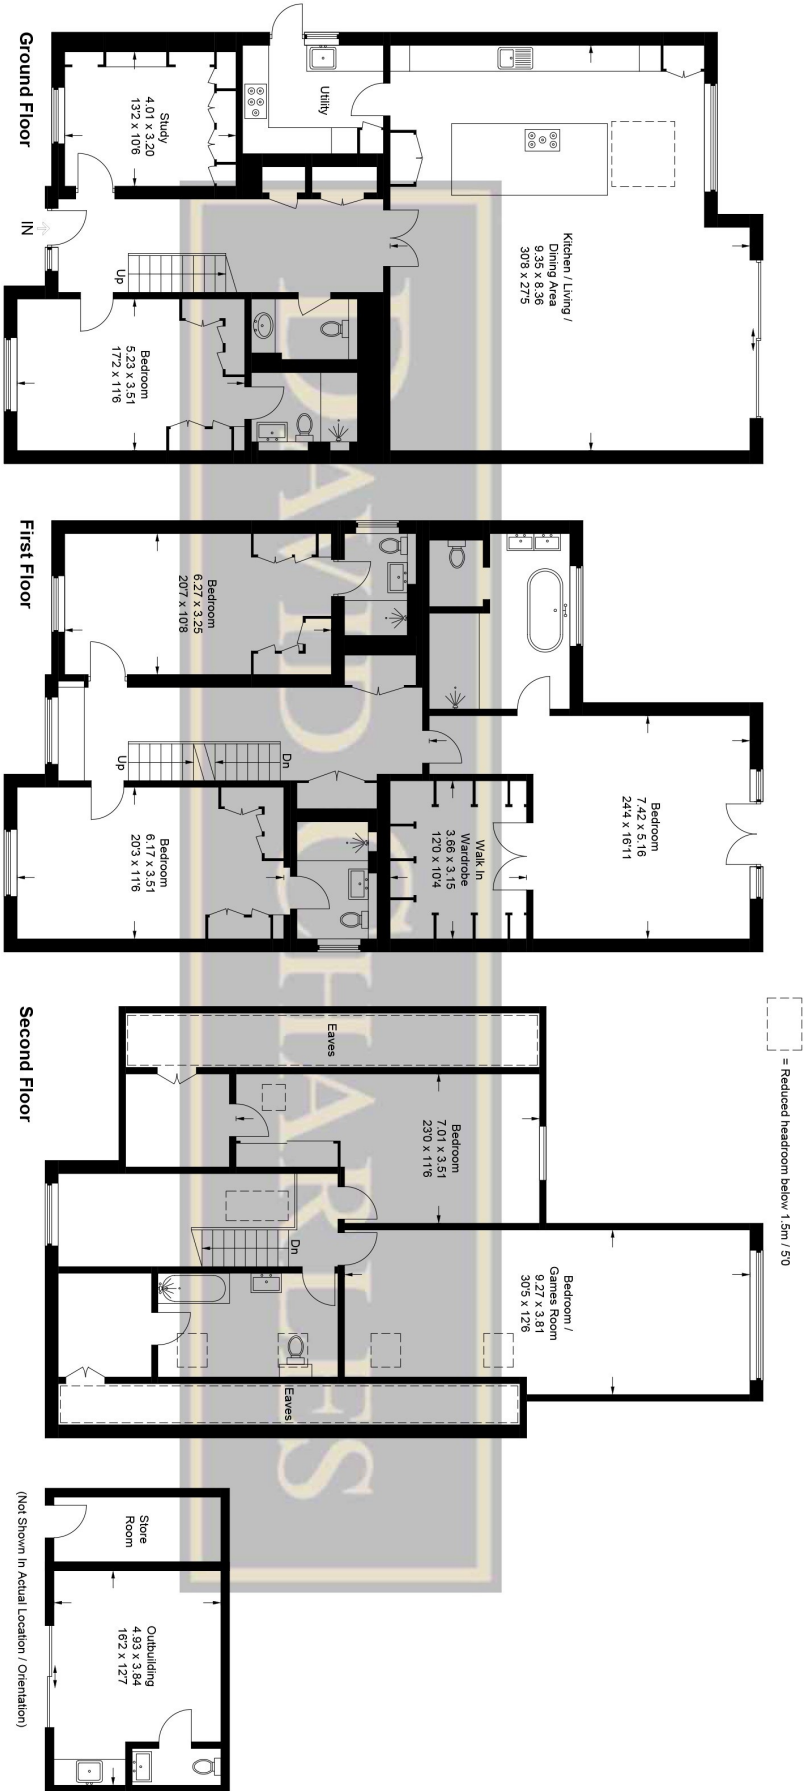 = Reduced headroom below 1.5m / 5'0
Kitchen / Living /
Dining Area
9.35 x 8.36
30'8 x 27'5
Utility
Study
4.01 x 3.20
13'2 x 10'6
IN
Up
Bedroom
5.23 x 3.51
17'2 x 11'6
Ground Floor
Bedroom
7.42 x 5.16
24'4 x 16'11
Walk In
Wardrobe
3.66 x 3.15
12'0 x 10'4
Bedroom
6.27 x 3.25
20'7 x 10'8
Dn
Up
Bedroom
6.17 x 3.51
20'3 x 11'6
First Floor
Eaves
Bedroom
7.01 x 3.51
23'0 x 11'6
Bedroom /
Games Room
9.27 x 3.81
30'5 x 12'6
Dn
Eaves
Second Floor
Store
Room
Outbuilding
4.93 x 3.84
16'2 x 12'7
(Not Shown In Actual Location / Orientation)
DAVID CHARLES